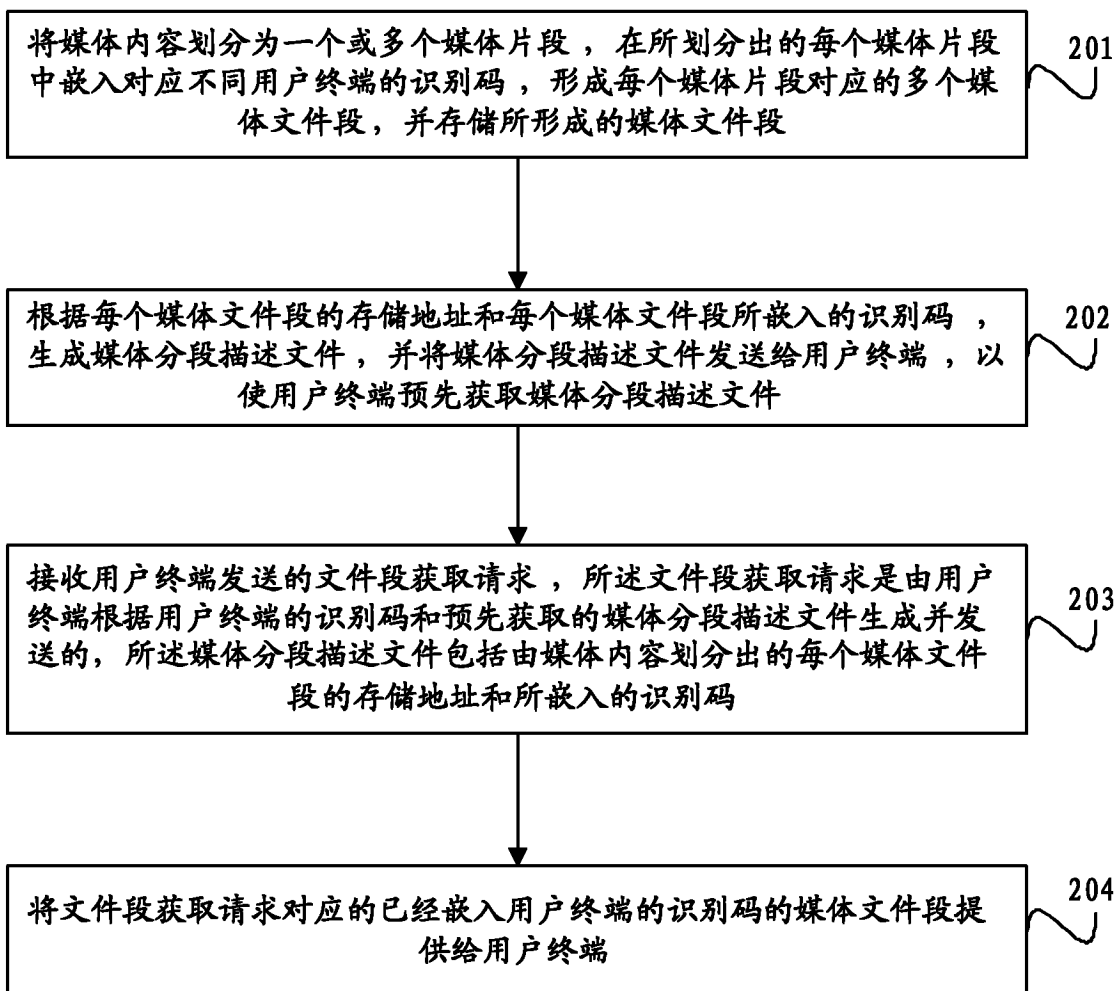 将媒体内容划分为一个或多个媒体片段，在所划分出的每个媒体片段
中嵌入对应不同用户终端的识别码，形成每个媒体片段对应的多个媒
体文件段，并存储所形成的媒体文件段
201
根据每个媒体文件段的存储地址和每个媒体文件段所嵌入的识别码，
生成媒体分段描述文件，并将媒体分段描述文件发送给用户终端，以
使用户终端预先获取媒体分段描述文件
202
接收用户终端发送的文件段获取请求，所述文件段获取请求是由用户
终端根据用户终端的识别码和预先获取的媒体分段描述文件生成并发
送的，所述媒体分段描述文件包括由媒体内容划分出的每个媒体文件
段的存储地址和所嵌入的识别码
203
将文件段获取请求对应的已经嵌入用户终端的识别码的媒体文件段提
供给用户终端
204